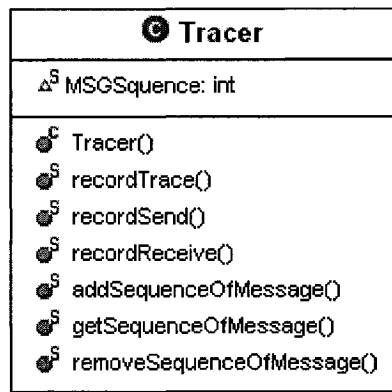 C Tracer
S MSGSquence: int
C Tracer()
S recordTrace()
S recordSend()
S recordReceive()
S addSequenceOfMessage()
S getSequenceOfMessage()
S removeSequenceOfMessage()